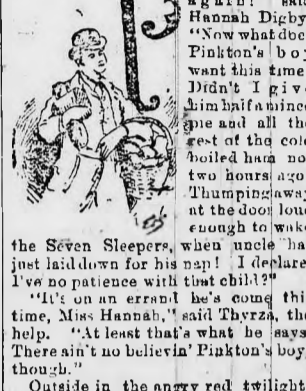 again! said
Hannah Digby
"Now what doe
Pinkton's boy
want this time
Didn't I giv
him half a mince
pie and all the
rest of the cold
boiled ham no
two hours ago
Thumping away
at the door loud
enough to wake
the Seven Sleepers, when uncle ha
just laid down for his nap! I declare
I've no patience with that child?"
"It's on an errand he's come this
time, Miss Hannah," said Thyrza, the
help. "At least that's what he says
There ain't no believin' Pinkton's boy
though."
Outside in the angry red twilight